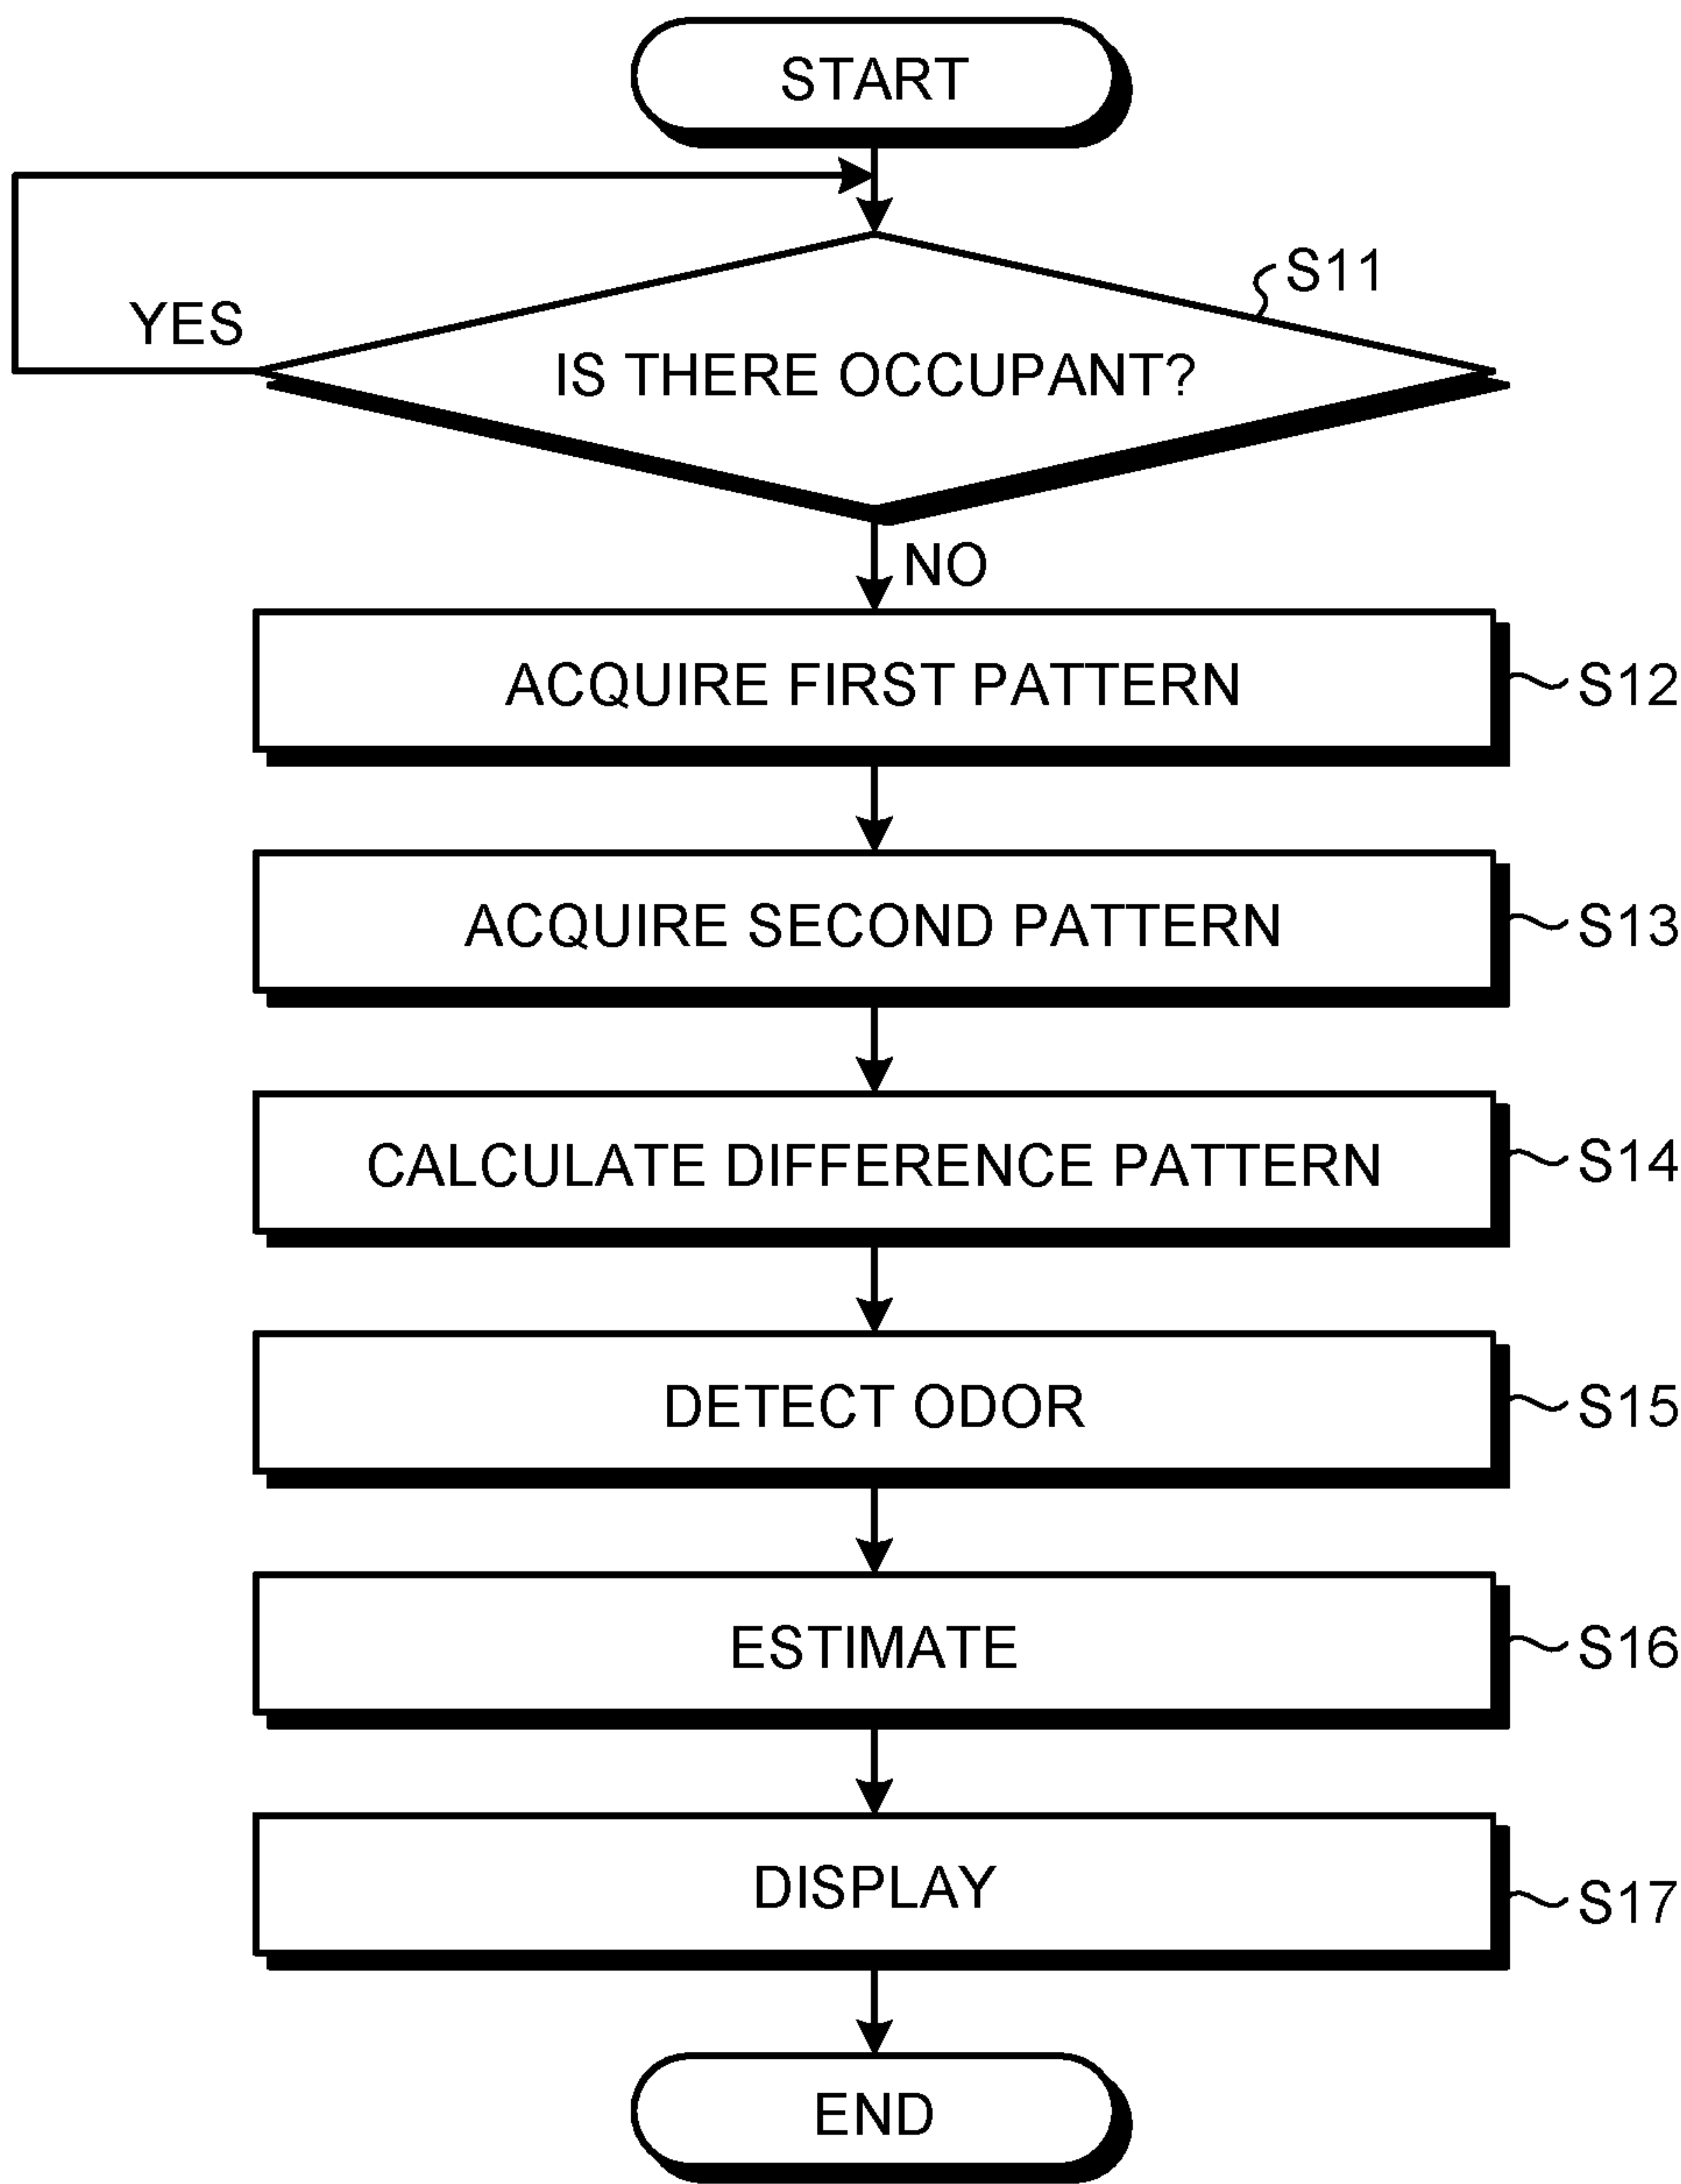 START
S11
YES
IS THERE OCCUPANT?
NO
ACQUIRE FIRST PATTERN
S12
ACQUIRE SECOND PATTERN
S13
CALCULATE DIFFERENCE PATTERN
S14
DETECT ODOR
S15
ESTIMATE
S16
DISPLAY
S17
END